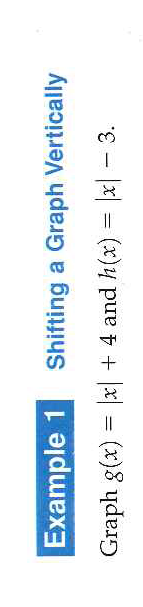 Example 1 Shifting a Graph Vertically
Graph g(x) = |x| + 4 and h(x) = |x| − 3.